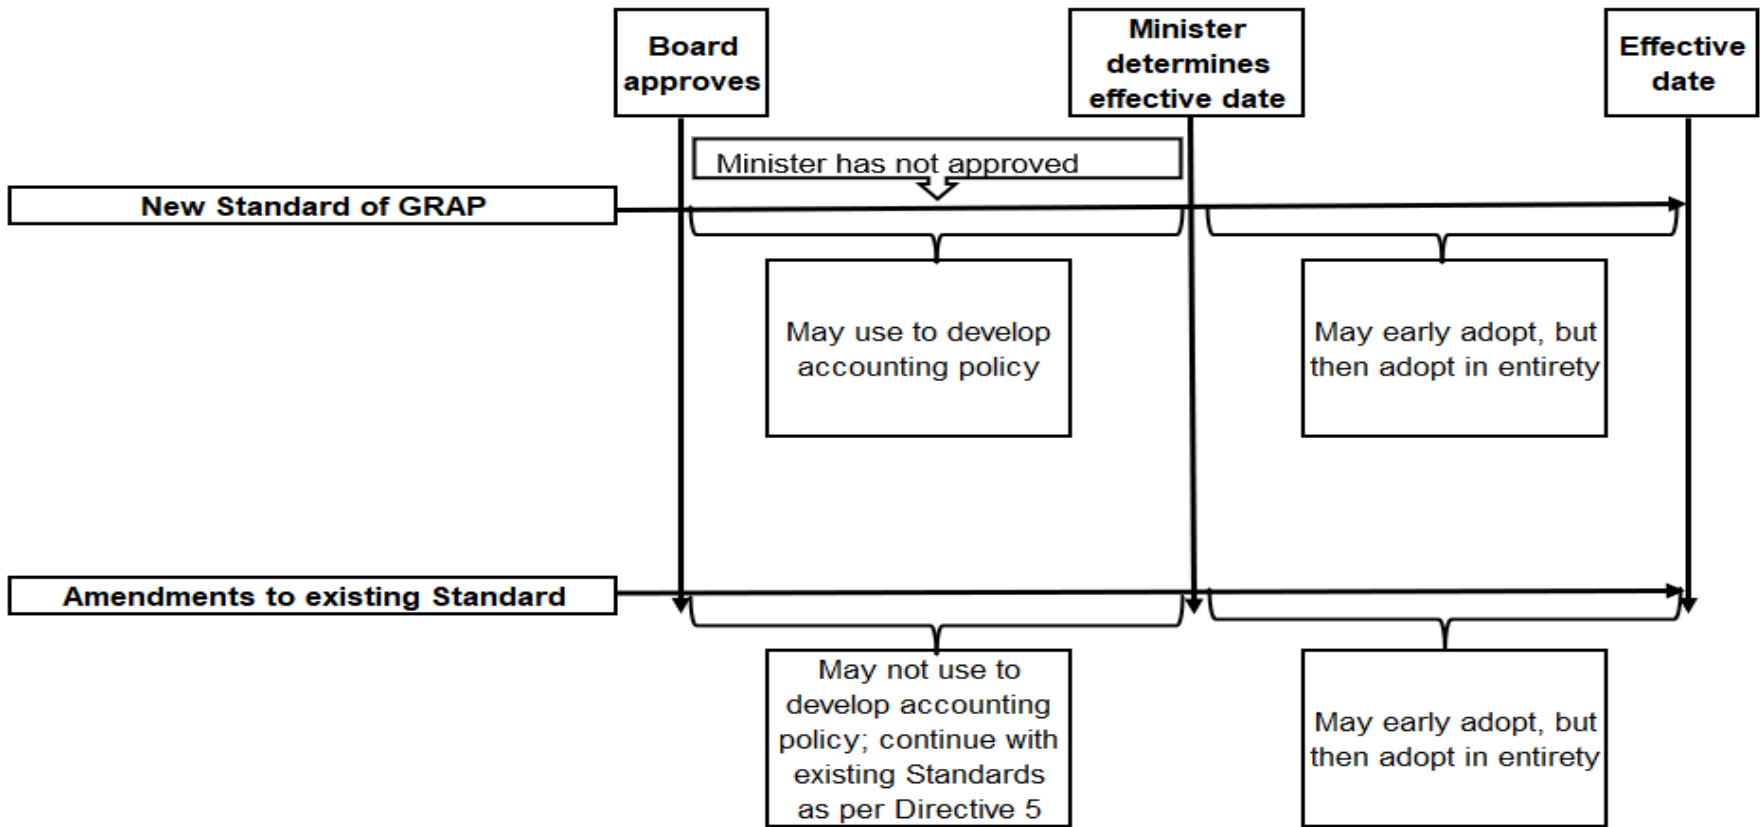 Board
approves
Minister
determines
effective date
Effective
date
Minister has not approved
New Standard of GRAP
May use to develop
accounting policy
May early adopt, but
then adopt in entirety
Amendments to existing Standard
May not use to
develop accounting
policy; continue with
existing Standards
as per Directive 5
May early adopt, but
then adopt in entirety